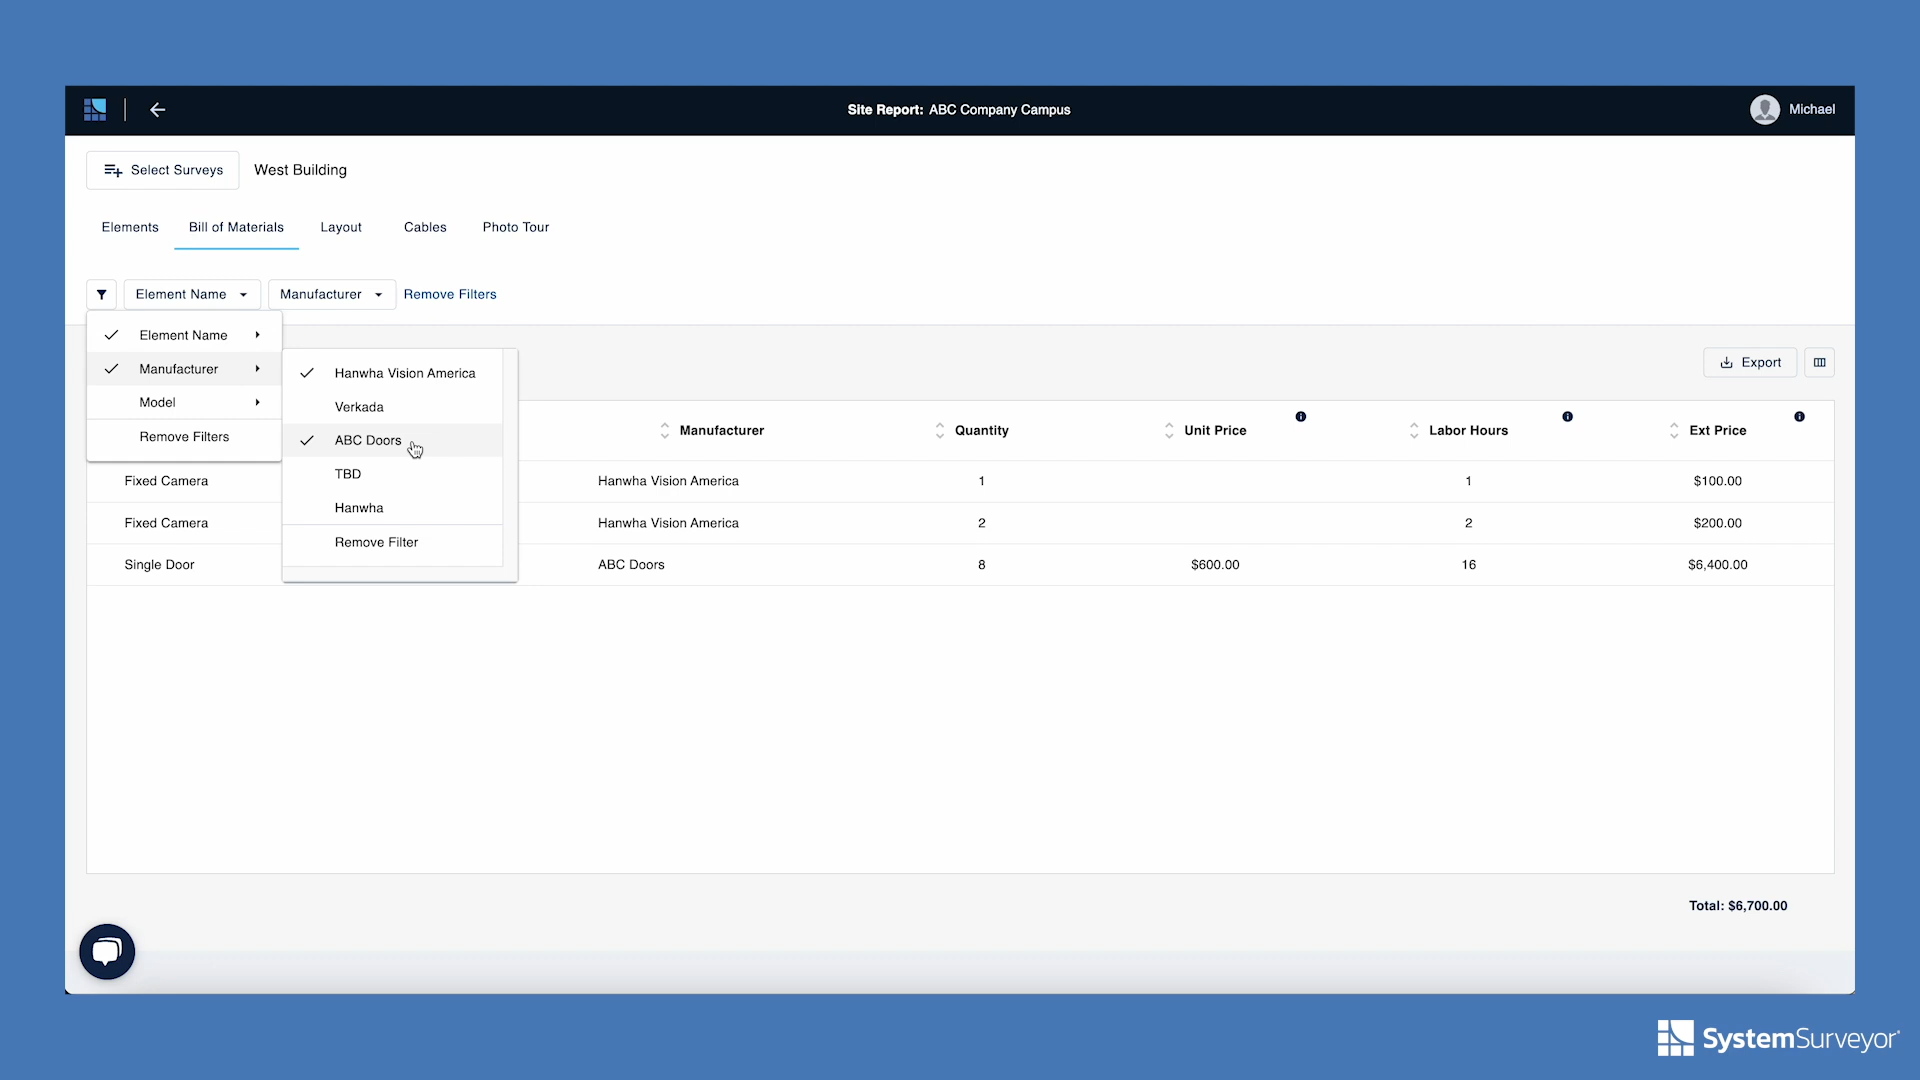 Site Report: ABC Company Campus
Michael
Select Surveys
West Building
Elements
Bill of Materials
Layout
Cables
Photo Tour
Element Name
Manufacturer
Remove Filters
Element Name
Manufacturer
Model
Remove Filters
Hanwha Vision America
Verkada
ABC Doors
TBD
Hanwha
Remove Filter
Export
Manufacturer Quantity Unit Price Labor Hours Ext Price
Fixed Camera Hanwha Vision America 1 1 $100.00
Fixed Camera Hanwha Vision America 2 2 $200.00
Single Door ABC Doors 8 $600.00 16 $6,400.00
Total: $6,700.00
SystemSurveyor